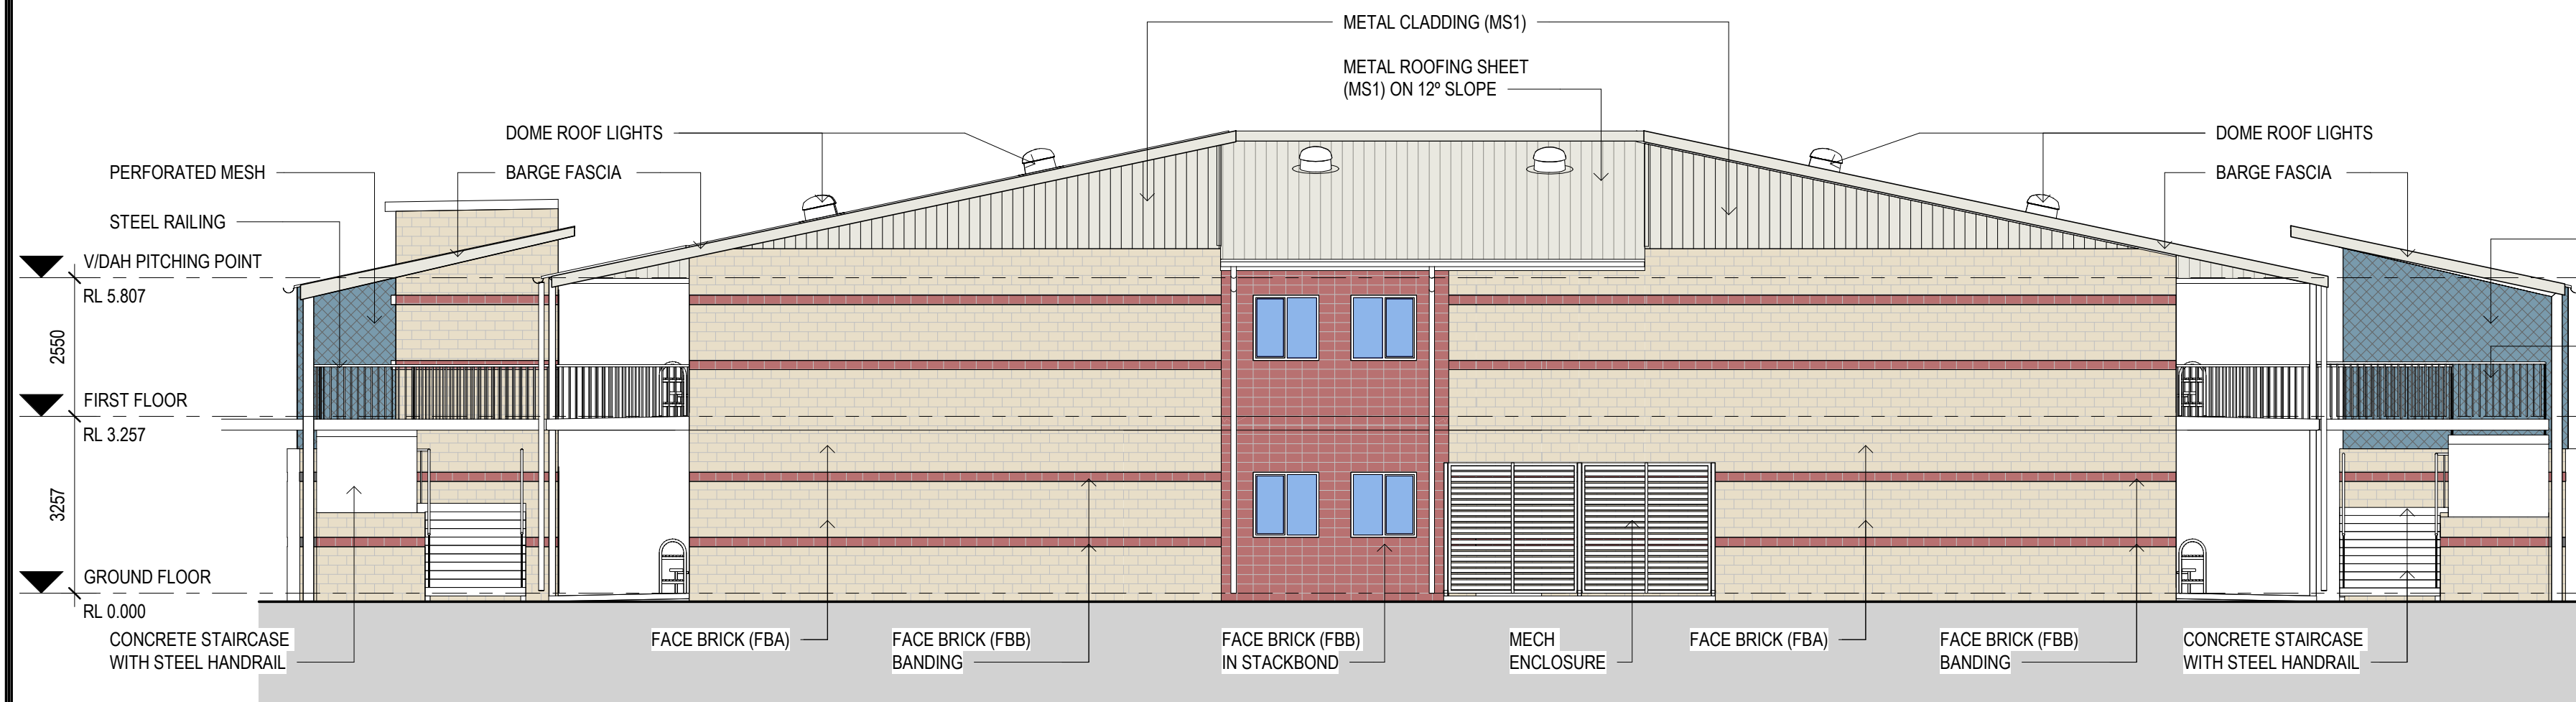 METAL CLADDING (MS1)
METAL ROOFING SHEET
(MS1) ON 12º SLOPE
DOME ROOF LIGHTS
DOME ROOF LIGHTS
PERFORATED MESH
BARGE FASCIA
BARGE FASCIA
STEEL RAILING
V/DAH PITCHING POINT
RL 5.807
2550
FIRST FLOOR
RL 3.257
3257
GROUND FLOOR
RL 0.000
CONCRETE STAIRCASE
WITH STEEL HANDRAIL
FACE BRICK (FBA)
FACE BRICK (FBB)
BANDING
FACE BRICK (FBB)
IN STACKBOND
MECH
ENCLOSURE
FACE BRICK (FBA)
FACE BRICK (FBB)
BANDING
CONCRETE STAIRCASE
WITH STEEL HANDRAIL